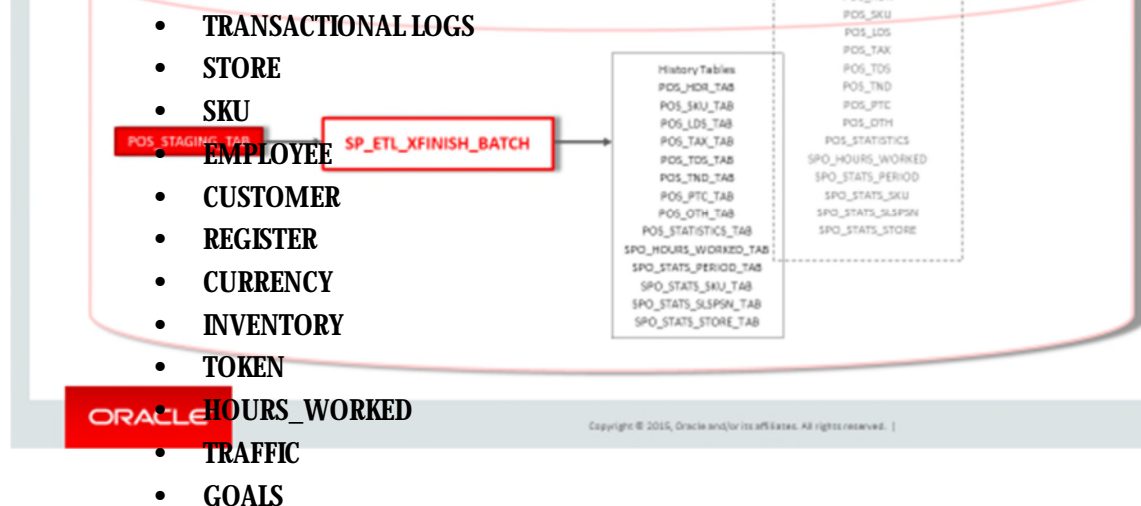 • TRANSACTIONAL LOGS
• STORE
• SKU
• EMPLOYEE
• CUSTOMER
• REGISTER
• CURRENCY
• INVENTORY
• TOKEN
• HOURS_WORKED
• TRAFFIC
• GOALS
POS_STAGING_TAB
SP_ETL_XFINISH_BATCH
History Tables
POS_HDR_TAB
POS_SKU_TAB
POS_LDS_TAB
POS_TAX_TAB
POS_TDS_TAB
POS_TND_TAB
POS_PTC_TAB
POS_OTH_TAB
POS_STATISTICS_TAB
SPO_HOURS_WORKED_TAB
SPO_STATS_PERIOD_TAB
SPO_STATS_SKU_TAB
SPO_STATS_SLSPSN_TAB
SPO_STATS_STORE_TAB
POS_SKU
POS_LDS
POS_TAX
POS_TDS
POS_TND
POS_PTC
POS_OTH
POS_STATISTICS
SPO_HOURS_WORKED
SPO_STATS_PERIOD
SPO_STATS_SKU
SPO_STATS_SLSPSN
SPO_STATS_STORE
ORACLE
Copyright © 2015, Oracle and/or its affiliates. All rights reserved. |